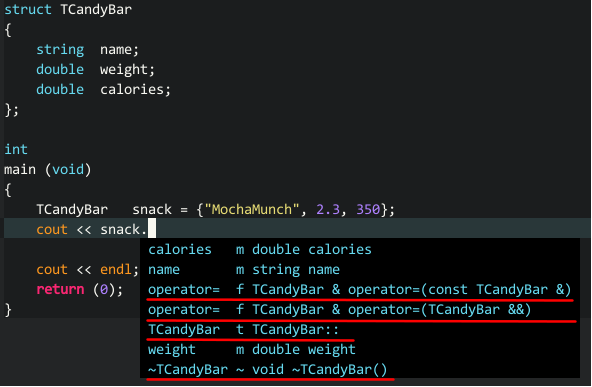 struct TCandyBar
{
string name;
double weight;
double calories;
};
int
main (void)
{
TCandyBar snack = {"MochaMunch", 2.3, 350};
cout << snack.
calories m double calories
cout << endl; name m string name
return (0); operator= f TCandyBar & operator=(const TCandyBar &)
} operator= f TCandyBar & operator=(TCandyBar &&)
TCandyBar t TCandyBar::
weight m double weight
~TCandyBar ~ void ~TCandyBar()